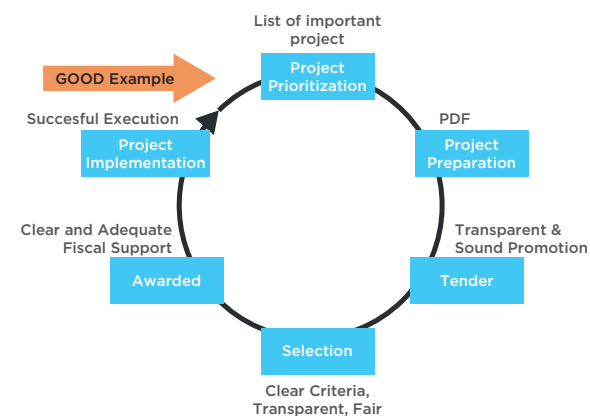 List of important
project
Project
Prioritization
GOOD Example
Succesful Execution
Project
Implementation
PDF
Project
Preparation
Clear and Adequate
Fiscal Support
Awarded
Transparent &
Sound Promotion
Tender
Selection
Clear Criteria,
Transparent, Fair